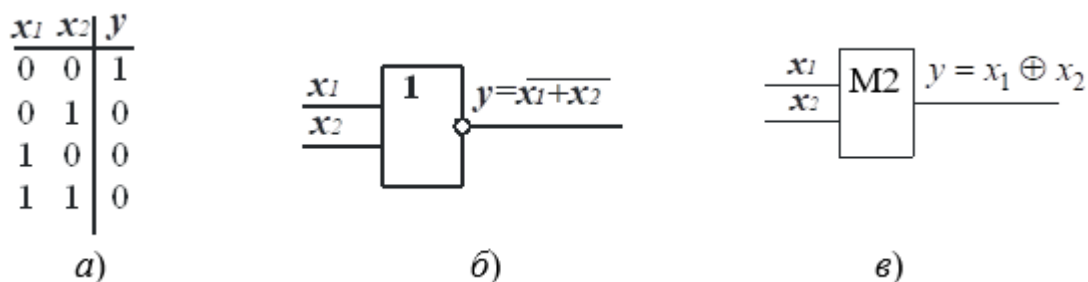 x1 x2 y
0 0 1
0 1 0
1 0 0
1 1 0
а)
x1
x2
1
y=x1+x2
б)
x1
x2
M2
y = x1 ⊕ x2
в)